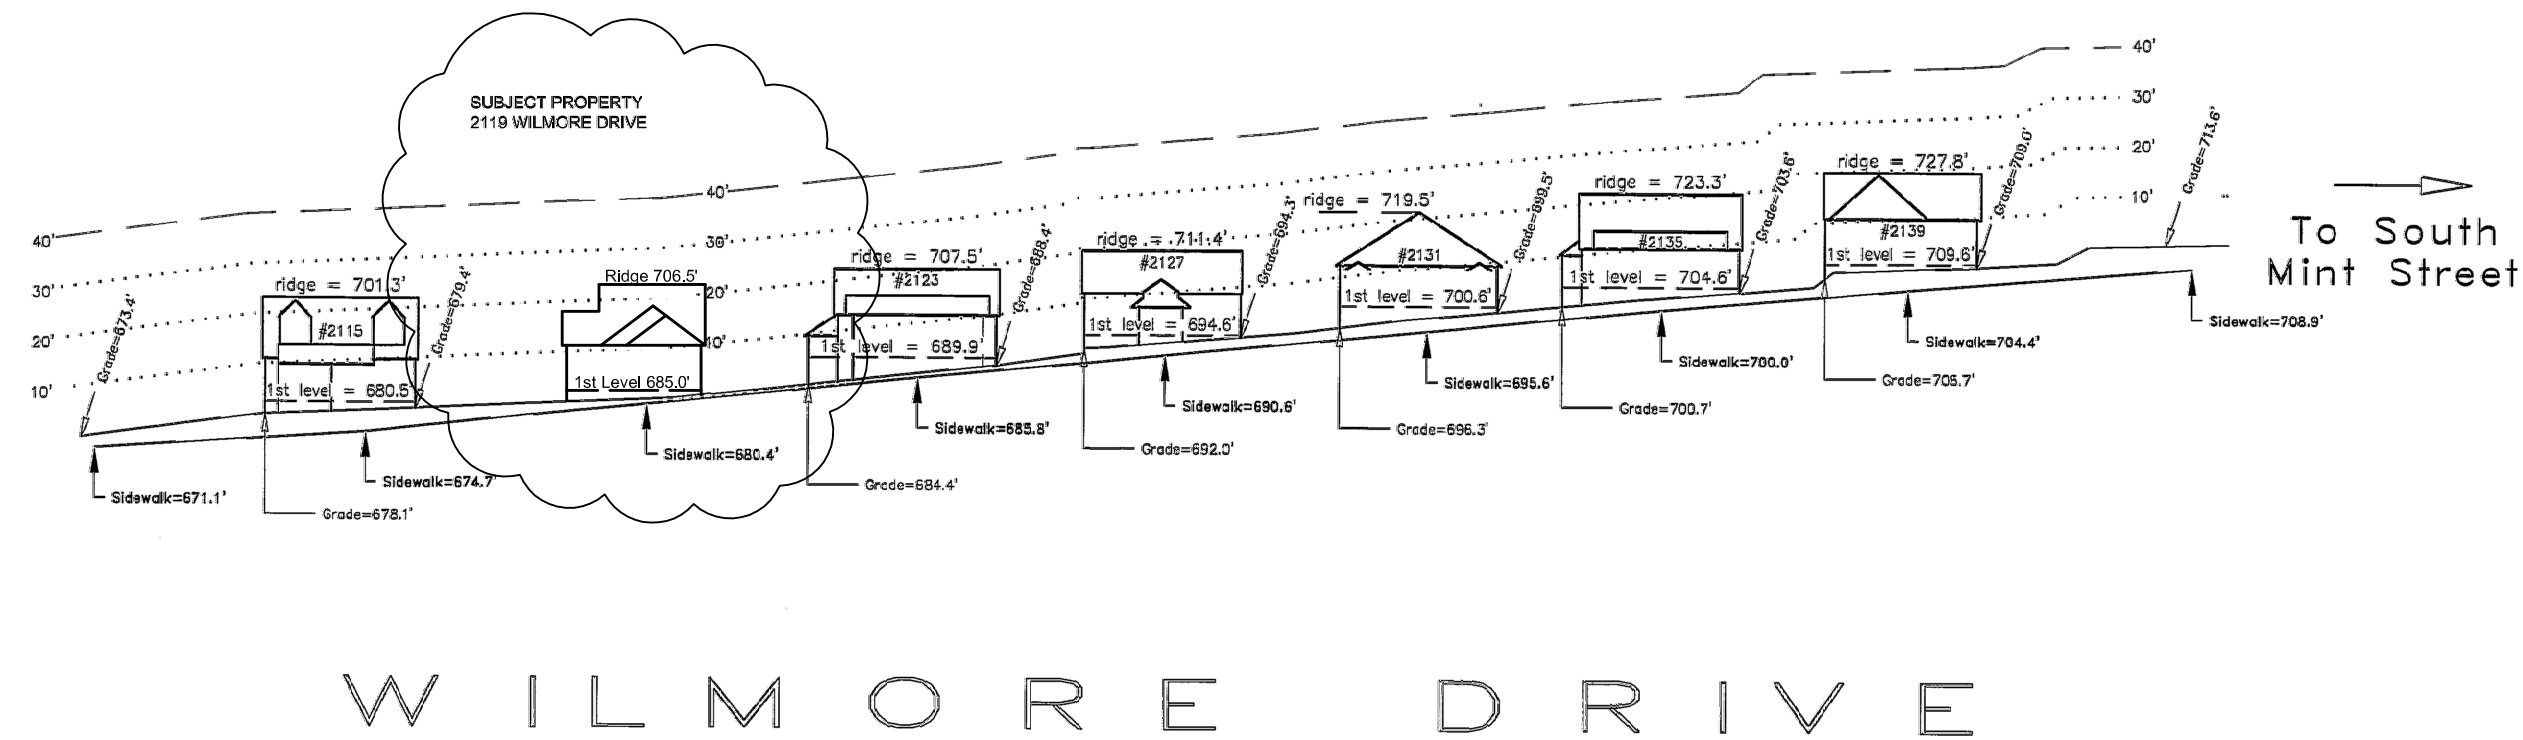 SUBJECT PROPERTY
2119 WILMORE DRIVE
40'
30'
20'
10'
40'
30'
20'
10'
40'
30'
20'
10'
Grade=673.4'
ridge = 701.3'
#2115
1st level = 680.5'
Grade=679.4'
Ridge 706.5'
1st Level 685.0'
ridge = 707.5'
#2123
1st level = 689.9'
Grade=688.4'
ridge = 711.4'
#2127
1st level = 694.6'
Grade=694.3'
ridge = 719.5'
#2131
1st level = 700.6'
Grade=699.5'
ridge = 723.3'
#2135
1st level = 704.6'
Grade=703.6'
ridge = 727.8'
#2139
1st level = 709.6'
Grade=709.0'
Grade=713.6'
To South
Mint Street
Sidewalk=671.1'
Grade=678.1'
Sidewalk=674.7'
Sidewalk=680.4'
Grade=684.4'
Sidewalk=685.8'
Grade=692.0'
Sidewalk=690.6'
Grade=696.3'
Sidewalk=695.6'
Grade=700.7'
Sidewalk=700.0'
Grade=705.7'
Sidewalk=704.4'
Sidewalk=708.9'
WILMORE DRIVE